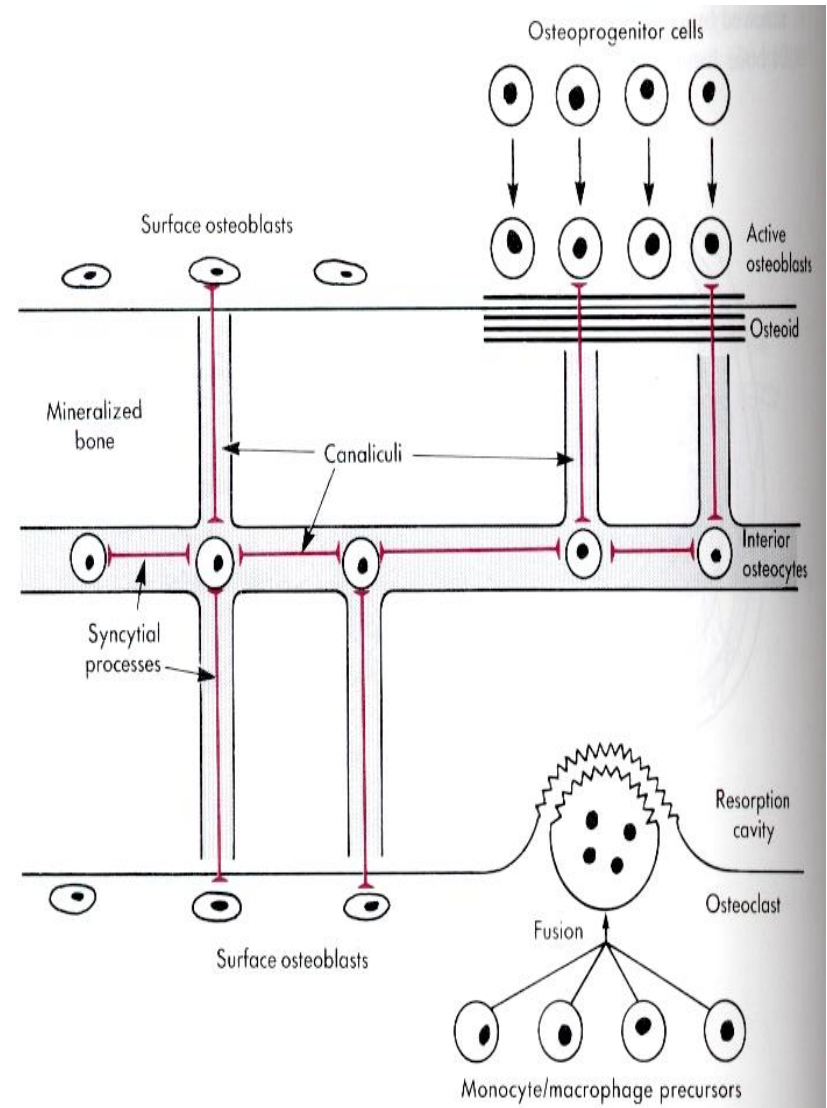 Osteoprogenitor cells
Surface osteoblasts
Active
osteoblasts
Osteoid
Mineralized
bone
Canaliculi
Interior
osteocytes
Syncytial
processes
Resorption
cavity
Osteoclast
Fusion
Surface osteoblasts
Monocyte/macrophage precursors